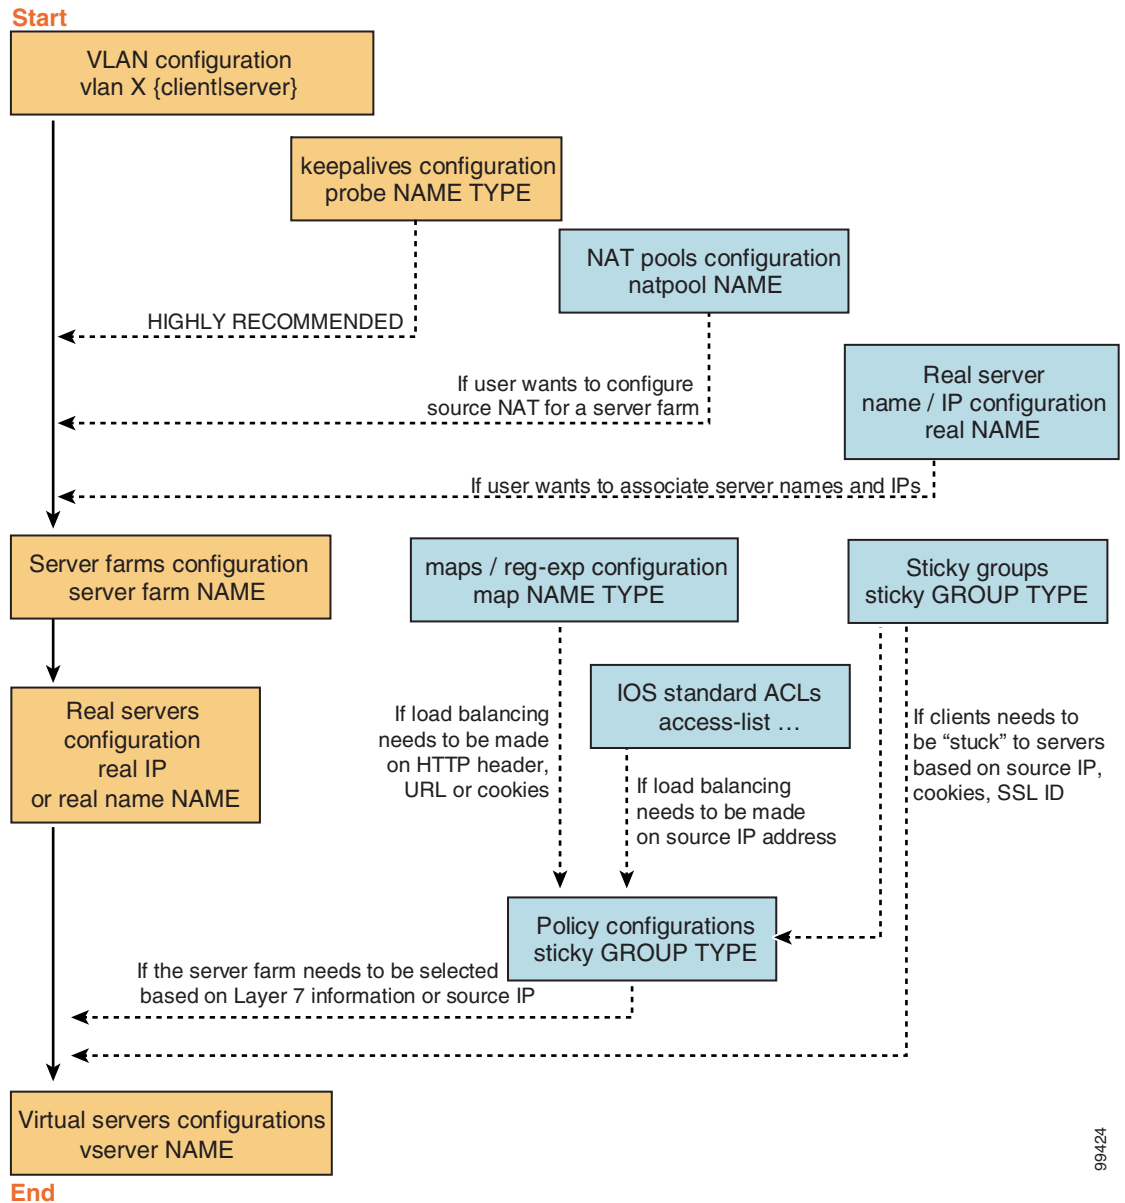 Start
VLAN configuration
vlan X {client|server}
keepalives configuration
probe NAME TYPE
NAT pools configuration
natpool NAME
HIGHLY RECOMMENDED
Real server
name / IP configuration
real NAME
If user wants to configure
source NAT for a server farm
If user wants to associate server names and IPs
Server farms configuration
server farm NAME
maps / reg-exp configuration
map NAME TYPE
Sticky groups
sticky GROUP TYPE
Real servers
configuration
real IP
or real name NAME
IOS standard ACLs
access-list …
If load balancing
needs to be made
on HTTP header,
URL or cookies
If load balancing
needs to be made
on source IP address
If clients needs to
be “stuck” to servers
based on source IP,
cookies, SSL ID
Policy configurations
sticky GROUP TYPE
If the server farm needs to be selected
based on Layer 7 information or source IP
Virtual servers configurations
vserver NAME
End
99424